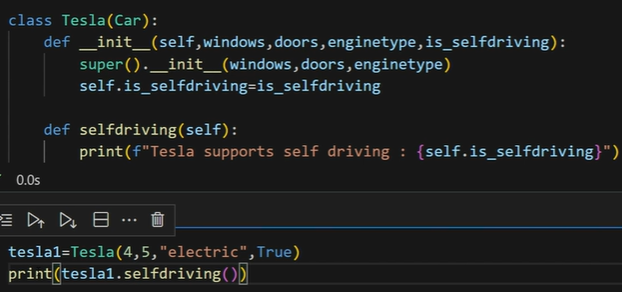 class Tesla(Car):
    def __init__(self,windows,doors,enginetype,is_selfdriving):
        super().__init__(windows,doors,enginetype)
        self.is_selfdriving=is_selfdriving
    def selfdriving(self):
        print(f"Tesla supports self driving : {self.is_selfdriving}")
0.0s
tesla1=Tesla(4,5,"electric",True)
print(tesla1.selfdriving())